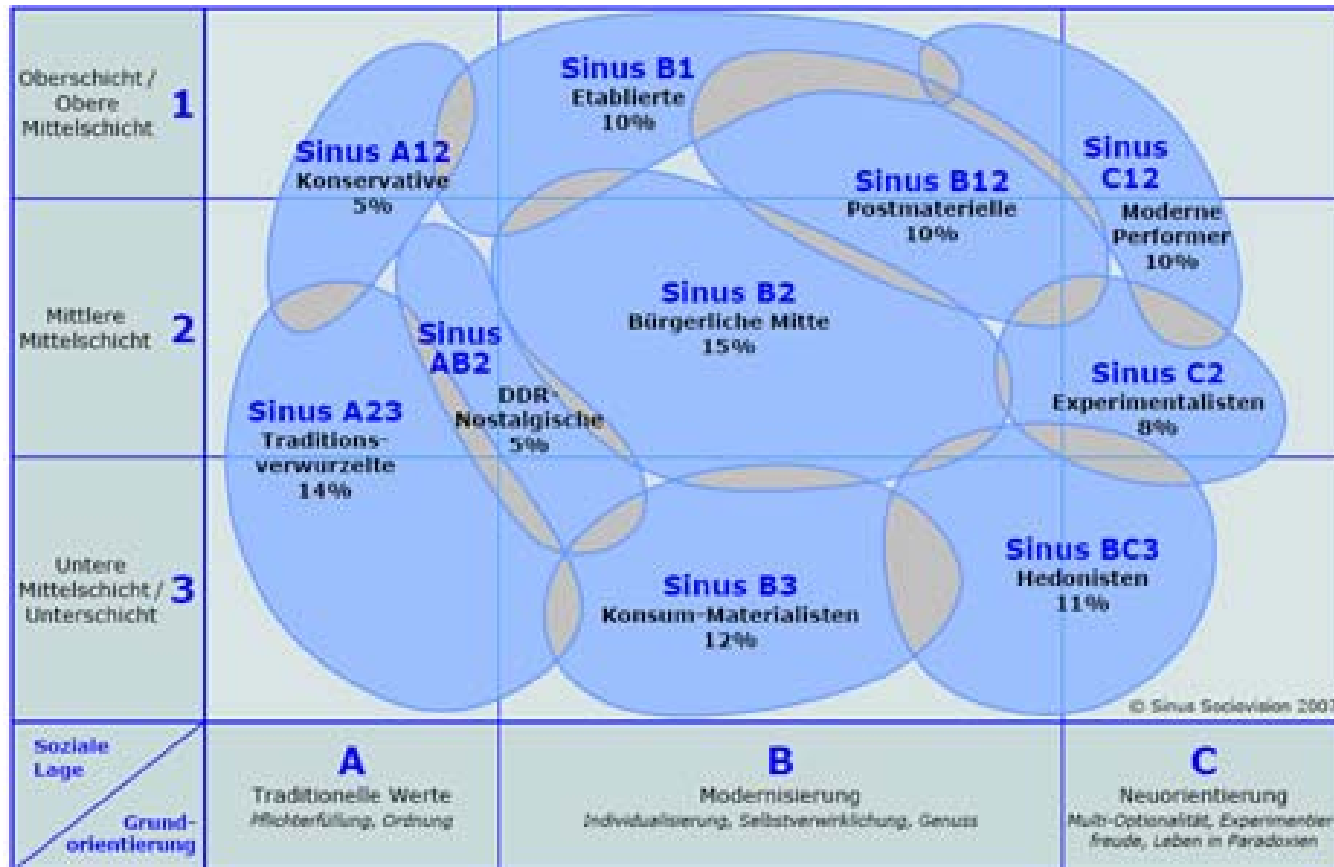 Oberschicht /
Obere
Mittelschicht
1
Sinus B1
Etablierte
10%
Sinus A12
Konservative
5%
Sinus B12
Postmaterielle
10%
Sinus
C12
Moderne
Performer
10%
Mittlere
Mittelschicht
2
Sinus B2
Bürgerliche Mitte
15%
Sinus
AB2
DDR-
Nostalgische
5%
Sinus A23
Traditions-
verwurzelte
14%
Sinus C2
Experimentalisten
8%
Untere
Mittelschicht /
Unterschicht
3
Sinus B3
Konsum-Materialisten
12%
Sinus BC3
Hedonisten
11%
© Sinus Sociovision 2007
Soziale
Lage
Grund-
orientierung
A
Traditionelle Werte
Pflichterfüllung, Ordnung
B
Modernisierung
Individualisierung, Selbstverwirklichung, Genuss
C
Neuorientierung
Multi-Optionalität, Experimentier-
freude, Leben in Paradoxien